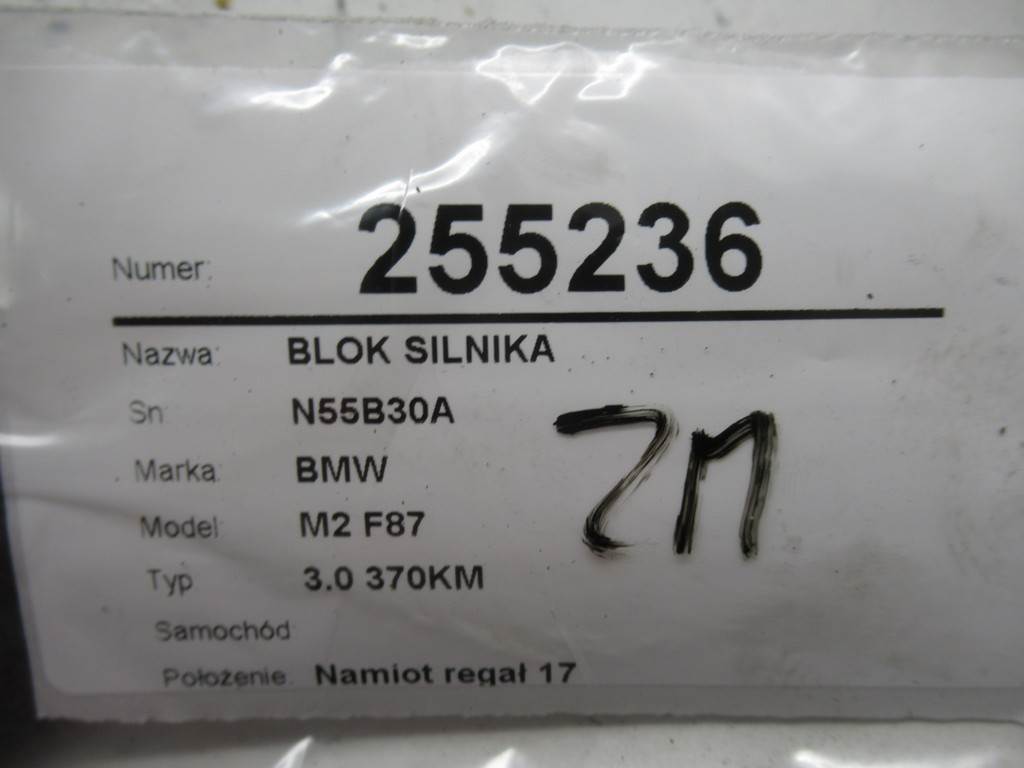 Numer: 255236
Nazwa: BLOK SILNIKA
Sn N55B30A
Marka: BMW
Model: M2 F87
Typ 3.0 370KM
Samochód
Położenie: Namiot regał 17
ZM